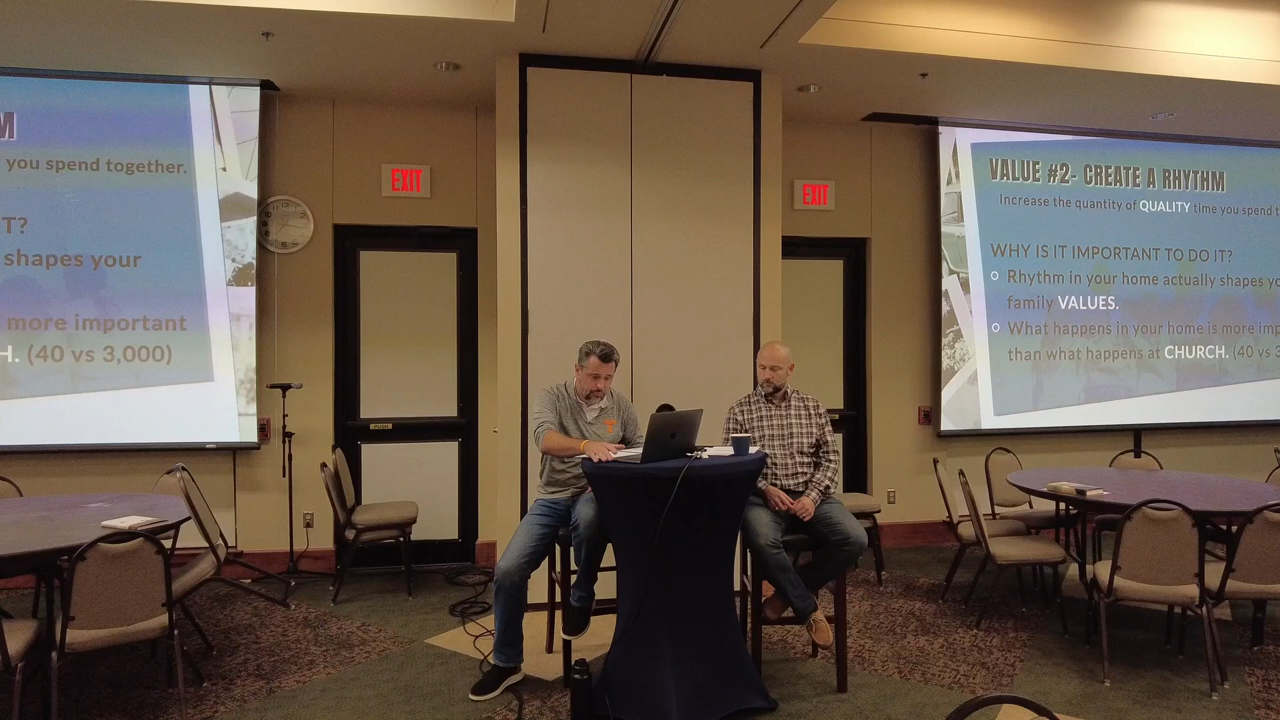 M
you spend together.
T?
shapes your
more important
H. (40 vs 3,000)
EXIT
PUSH
EXIT
VALUE #2- CREATE A RHYTHM
Increase the quantity of QUALITY time you spend t
WHY IS IT IMPORTANT TO DO IT?
Rhythm in your home actually shapes yo
family VALUES.
What happens in your home is more imp
than what happens at CHURCH. (40 vs 3